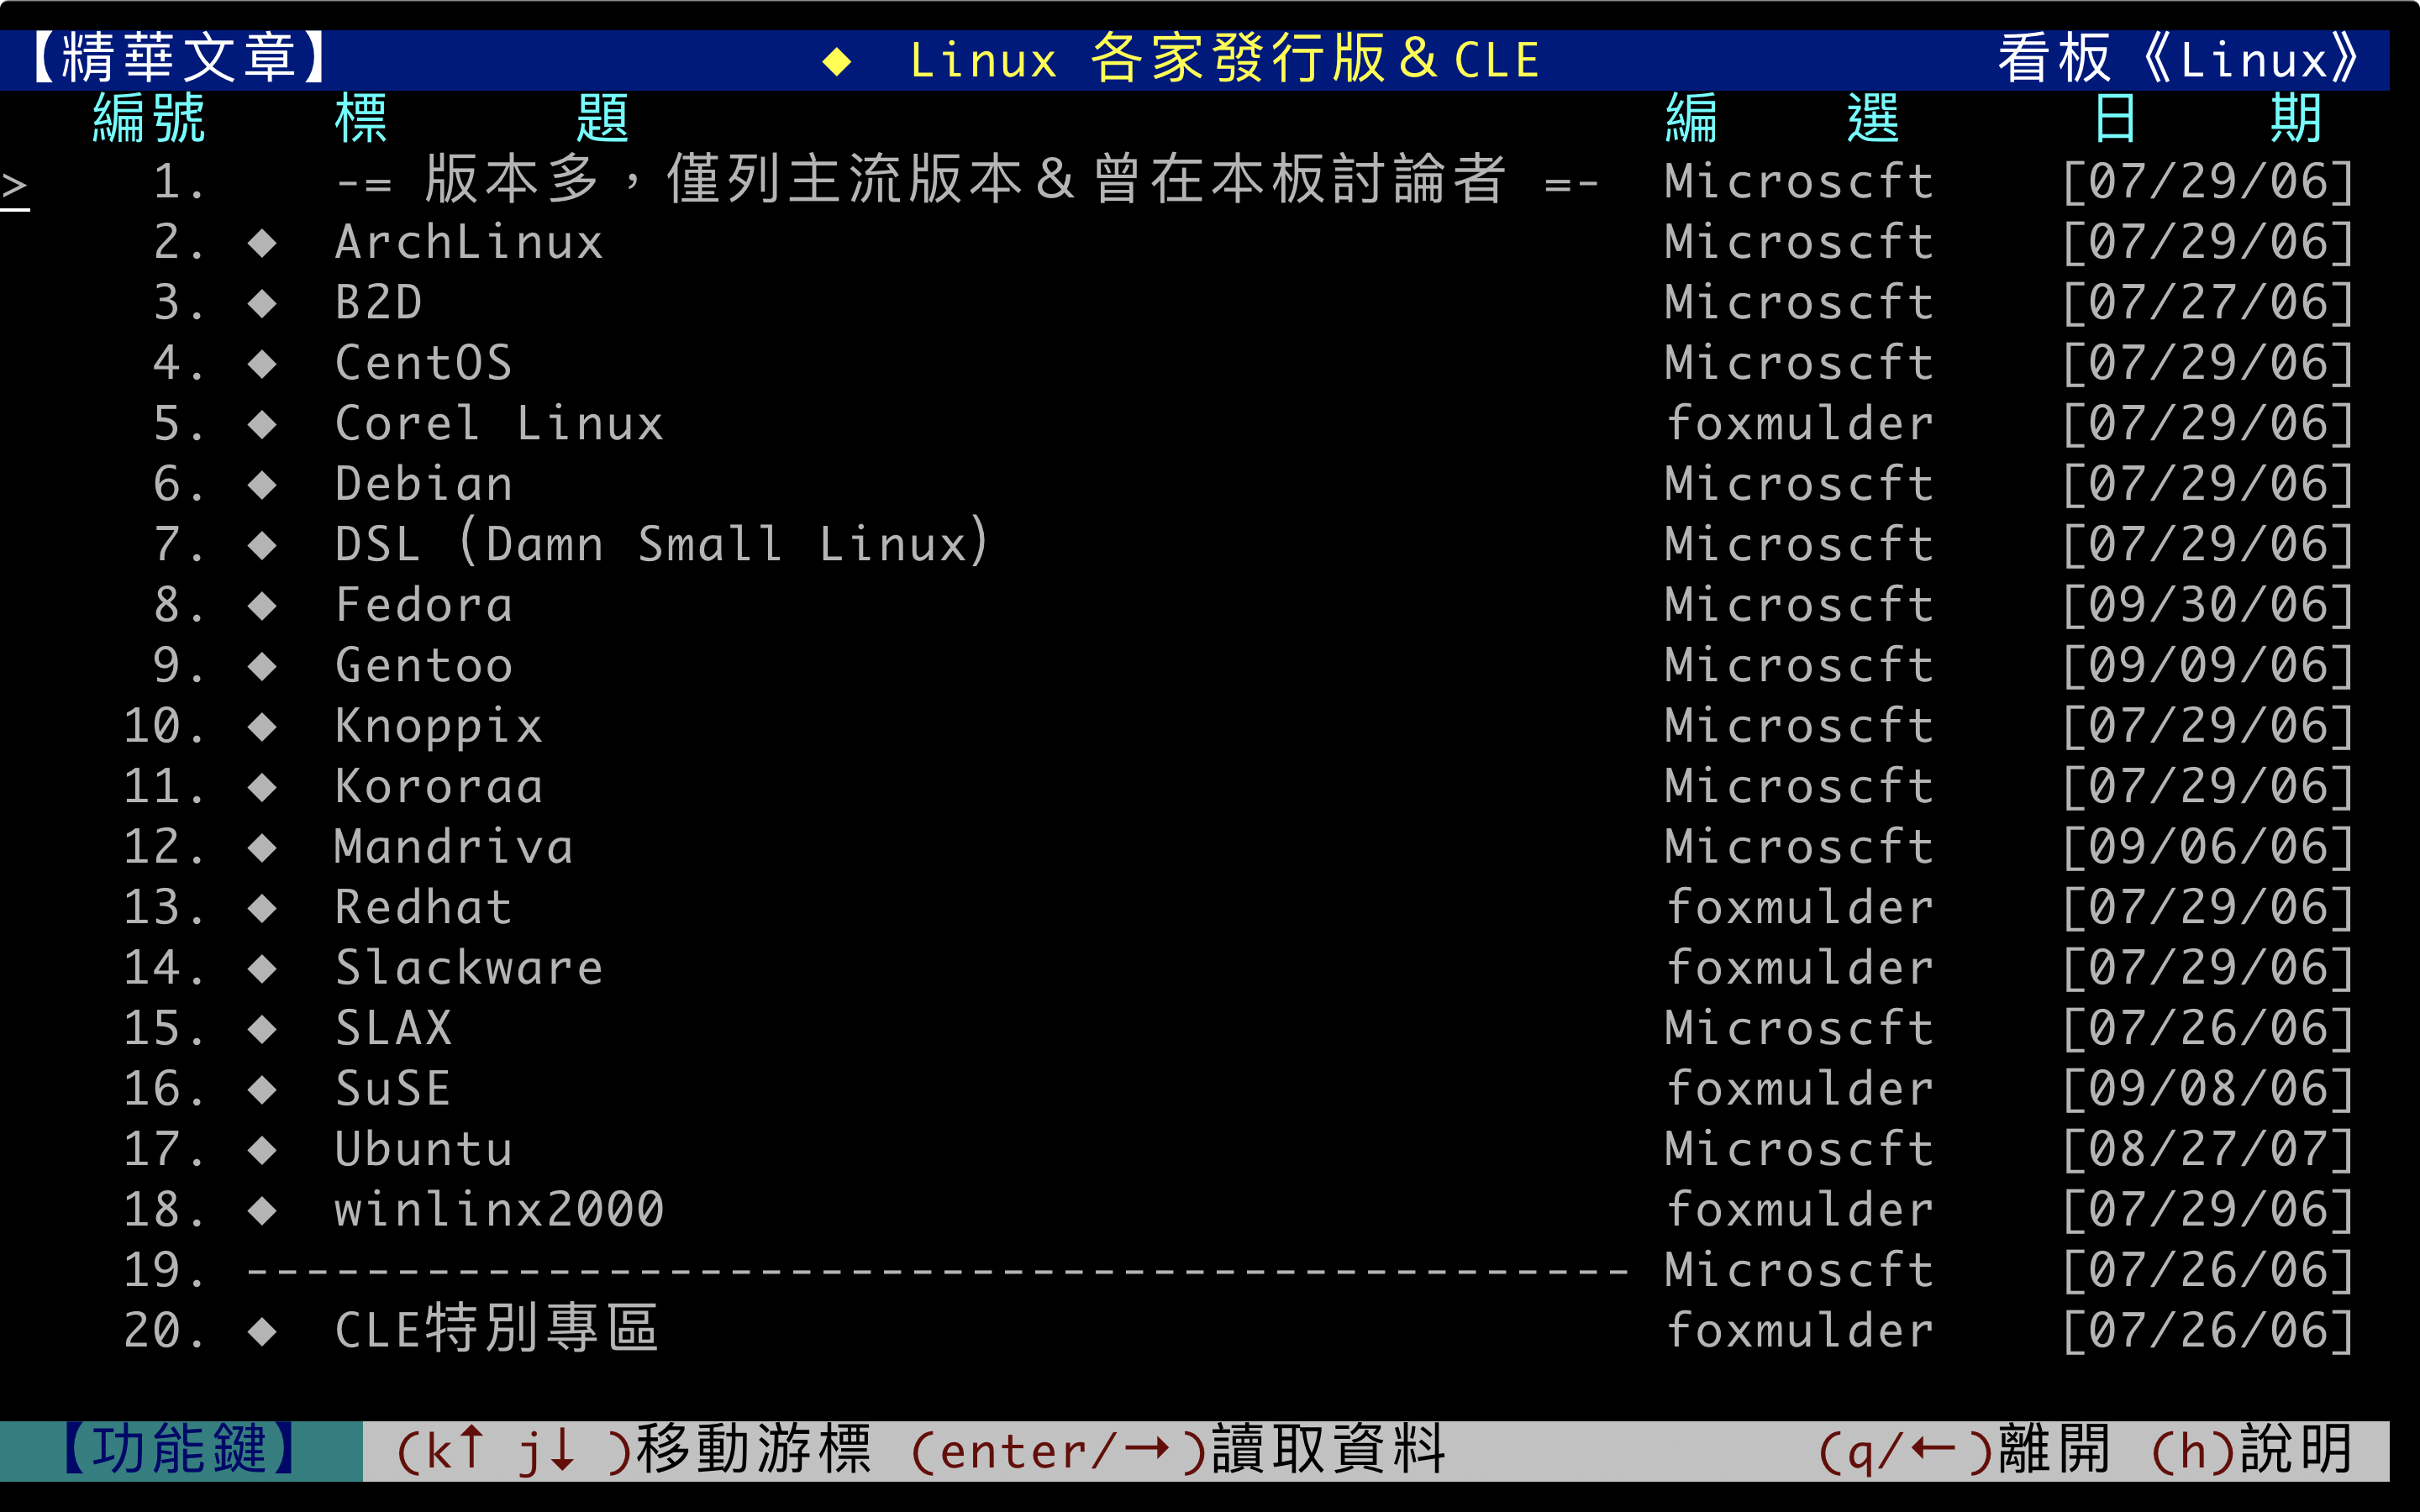 【精華文章】 ◆ Linux 各家發行版＆CLE 看板《Linux》
編號 標 題 編 選 日 期
> 1. -= 版本多，僅列主流版本＆曾在本板討論者 =- Microscft [07/29/06]
2. ◆ ArchLinux Microscft [07/29/06]
3. ◆ B2D Microscft [07/27/06]
4. ◆ CentOS Microscft [07/29/06]
5. ◆ Corel Linux foxmulder [07/29/06]
6. ◆ Debian Microscft [07/29/06]
7. ◆ DSL (Damn Small Linux) Microscft [07/29/06]
8. ◆ Fedora Microscft [09/30/06]
9. ◆ Gentoo Microscft [09/09/06]
10. ◆ Knoppix Microscft [07/29/06]
11. ◆ Kororaa Microscft [07/29/06]
12. ◆ Mandriva Microscft [09/06/06]
13. ◆ Redhat foxmulder [07/29/06]
14. ◆ Slackware foxmulder [07/29/06]
15. ◆ SLAX Microscft [07/26/06]
16. ◆ SuSE foxmulder [09/08/06]
17. ◆ Ubuntu Microscft [08/27/07]
18. ◆ winlinx2000 foxmulder [07/29/06]
19. ---------------------------------------------- Microscft [07/26/06]
20. ◆ CLE特別專區 foxmulder [07/26/06]
【功能鍵】 (k↑ j↓ )移動游標 (enter/→)讀取資料 (q/← )離開 (h)說明